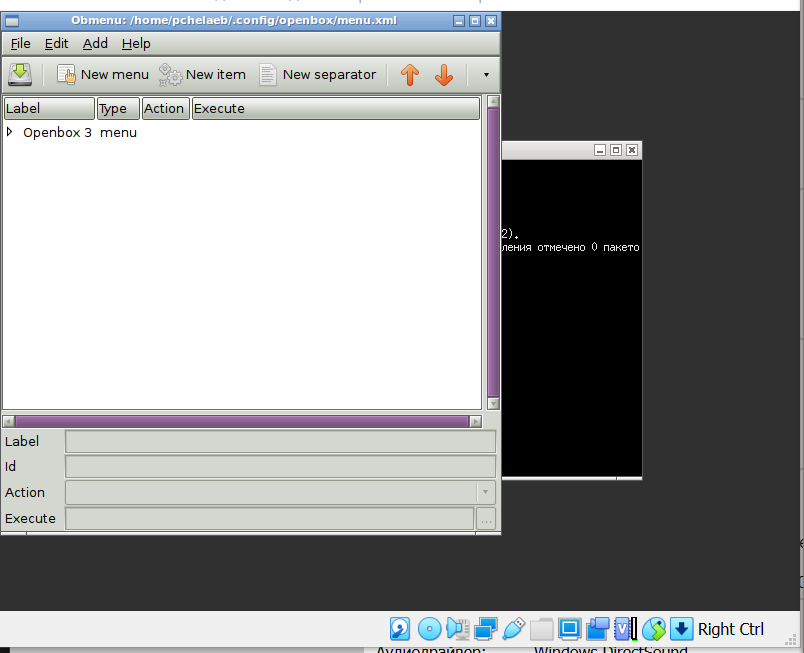 Obmenu: /home/pchelaeb/.config/openbox/menu.xml
File Edit Add Help
New menu New item New separator
Label Type Action Execute
Openbox 3 menu
2).
ления отмечено 0 пакето
Label
Id
Action
Execute ...
Right Ctrl
Аудиодрайвер: Windows DirectSound